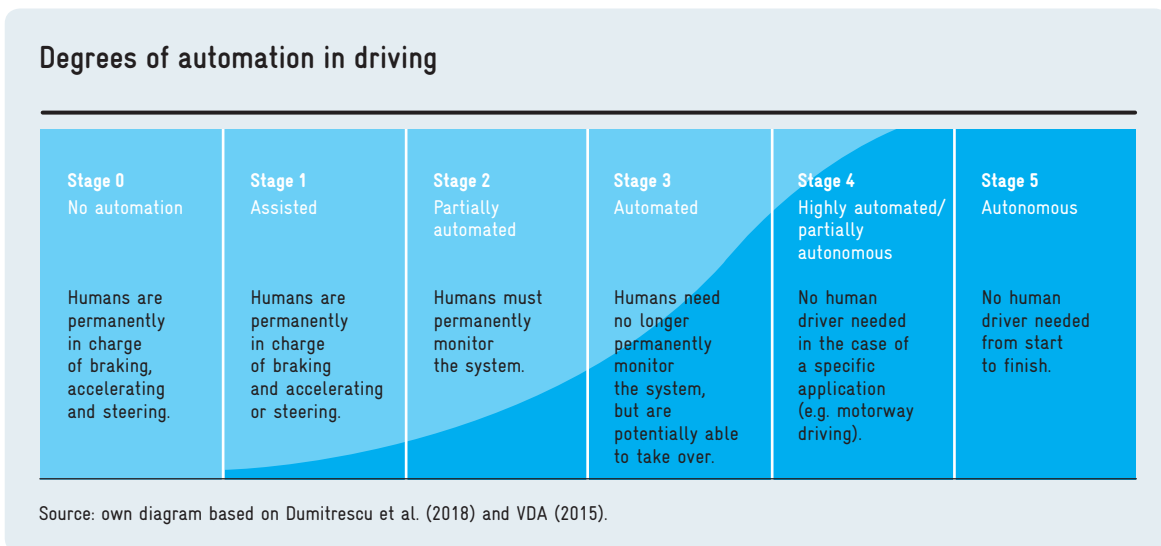 Degrees of automation in driving
Stage 0
No automation
Humans are
permanently
in charge
of braking,
accelerating
and steering.
Stage 1
Assisted
Humans are
permanently
in charge
of braking
and accelerating
or steering.
Stage 2
Partially
automated
Humans must
permanently
monitor
the system.
Stage 3
Automated
Humans need
no longer
permanently
monitor
the system,
but are
potentially able
to take over.
Stage 4
Highly automated/
partially
autonomous
No human
driver needed
in the case of
a specific
application
(e.g. motorway
driving).
Stage 5
Autonomous
No human
driver needed
from start
to finish.
Source: own diagram based on Dumitrescu et al. (2018) and VDA (2015).